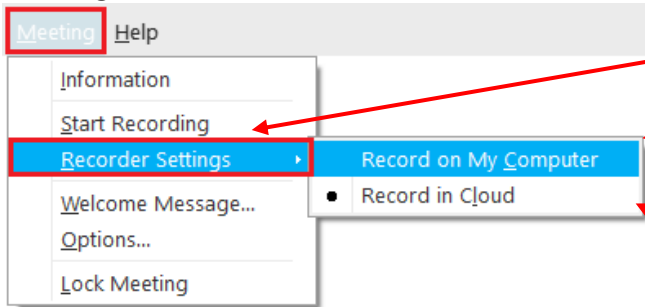 Meeting Help
Information
Start Recording
Recorder Settings
Record on My Computer
Record in Cloud
Welcome Message...
Options...
Lock Meeting